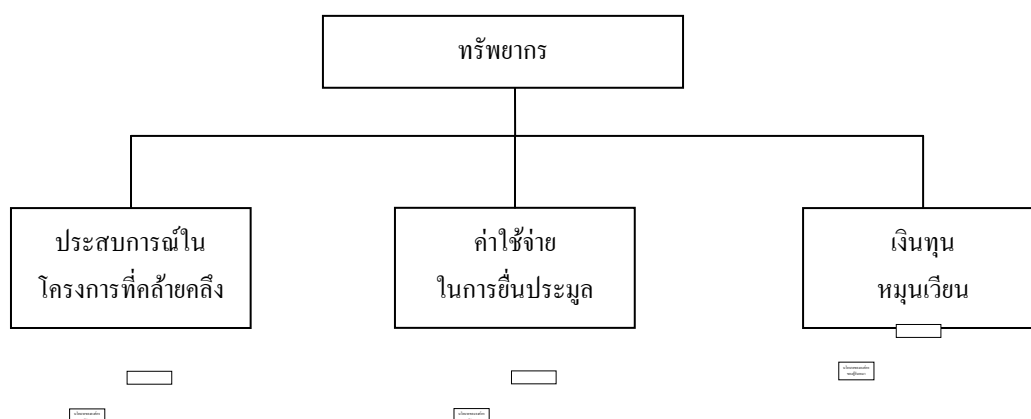 ทรัพยากร
ประสบการณ์ใน
โครงการที่คล้ายคลึง
ค่าใช้จ่าย
ในการยื่นประมูล
เงินทุน
หมุนเวียน